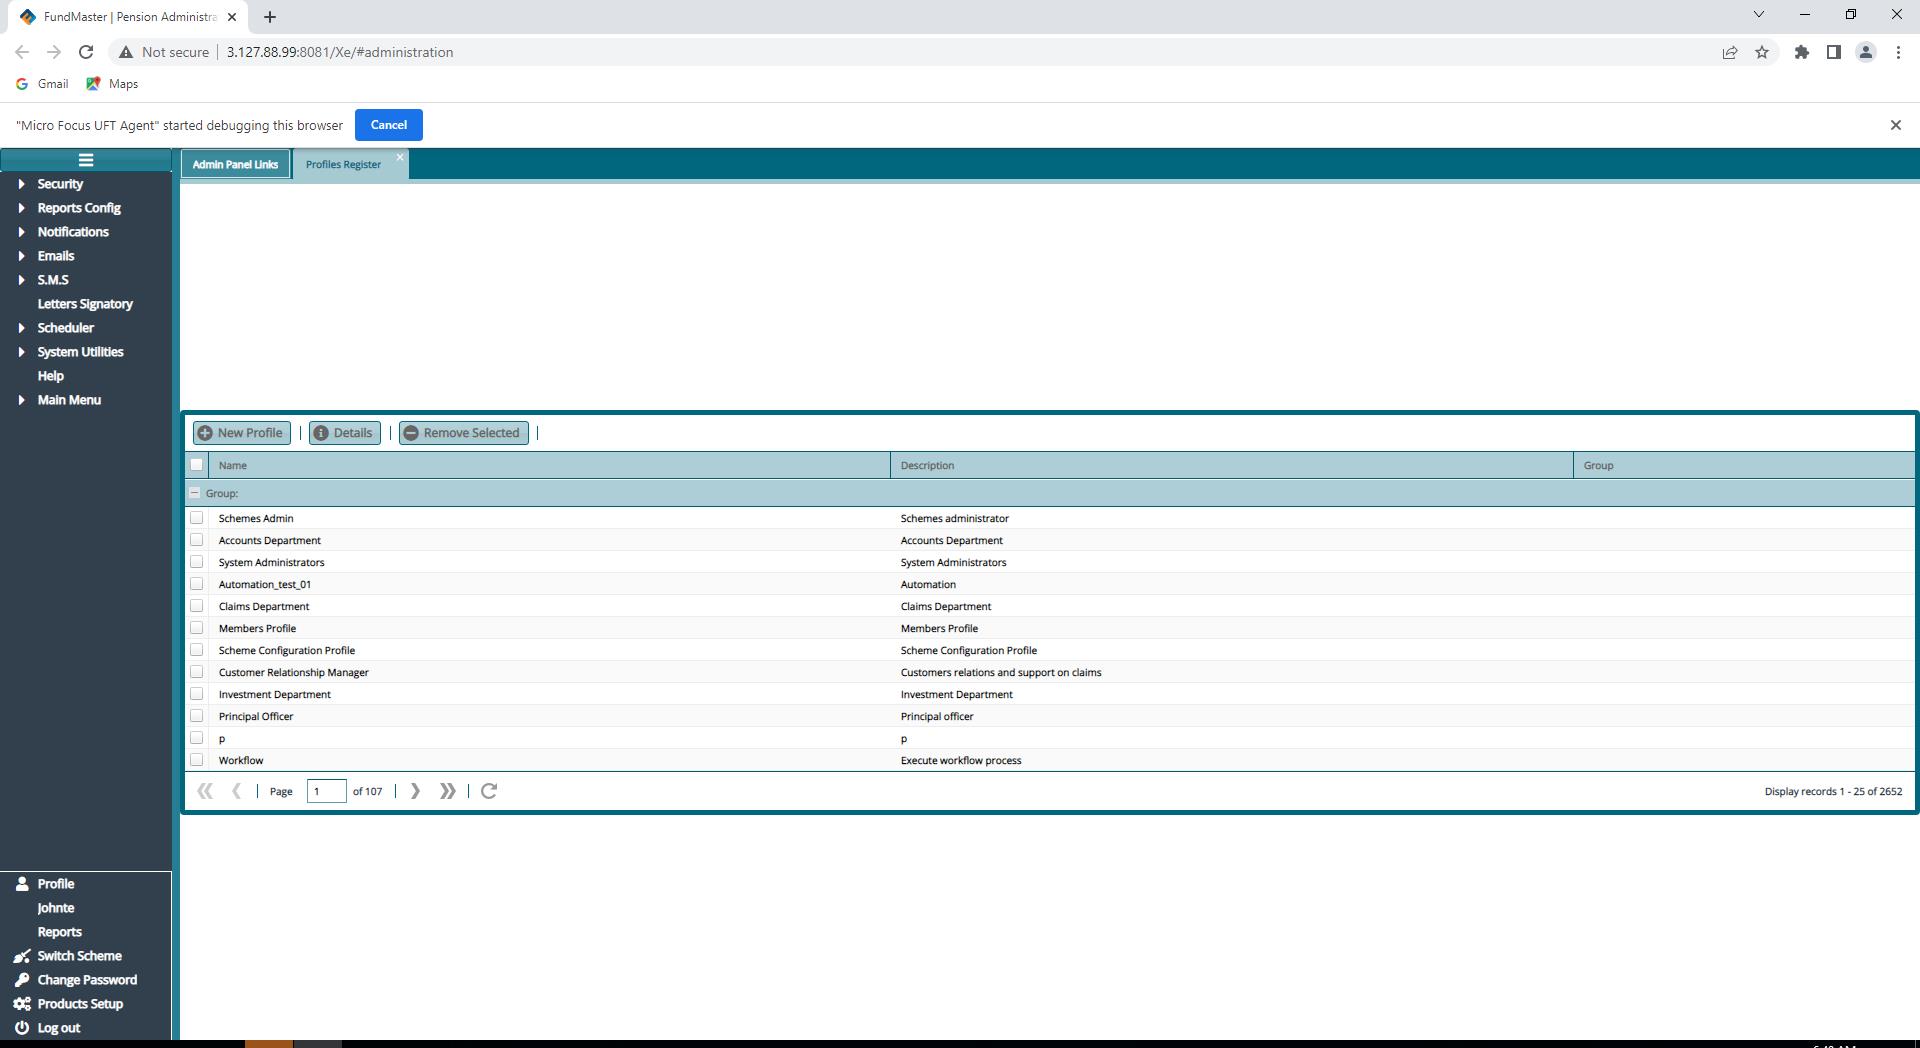 FundMaster | Pension Administra
Not secure
3.127.88.99:8081/Xe/#administration
Gmail
Maps
"Micro Focus UFT Agent" started debugging this browser
Cancel
Admin Panel Links
Profiles Register
Security
Reports Config
Notifications
Emails
S.M.S
Letters Signatory
Scheduler
System Utilities
Help
Main Menu
New Profile
Details
Remove Selected
Name
Description
Group
Group:
Schemes Admin
Schemes administrator
Accounts Department
Accounts Department
System Administrators
System Administrators
Automation_test_01
Automation
Claims Department
Claims Department
Members Profile
Members Profile
Scheme Configuration Profile
Scheme Configuration Profile
Customer Relationship Manager
Customers relations and support on claims
Investment Department
Investment Department
Principal Officer
Principal officer
p
p
Workflow
Execute workflow process
Page 1 of 107
Display records 1 - 25 of 2652
Profile
Johnte
Reports
Switch Scheme
Change Password
Products Setup
Log out